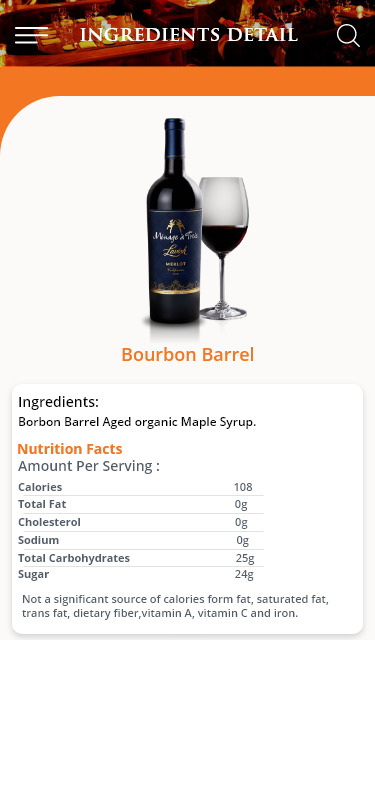 INGREDIENTS DETAIL
Ménage à Trois
Lavish
MERLOT
California
Bourbon Barrel
Ingredients:
Borbon Barrel Aged organic Maple Syrup.
Nutrition Facts
Amount Per Serving :
Calories 108
Total Fat 0g
Cholesterol 0g
Sodium 0g
Total Carbohydrates 25g
Sugar 24g
Not a significant source of calories form fat, saturated fat,
trans fat, dietary fiber,vitamin A, vitamin C and iron.